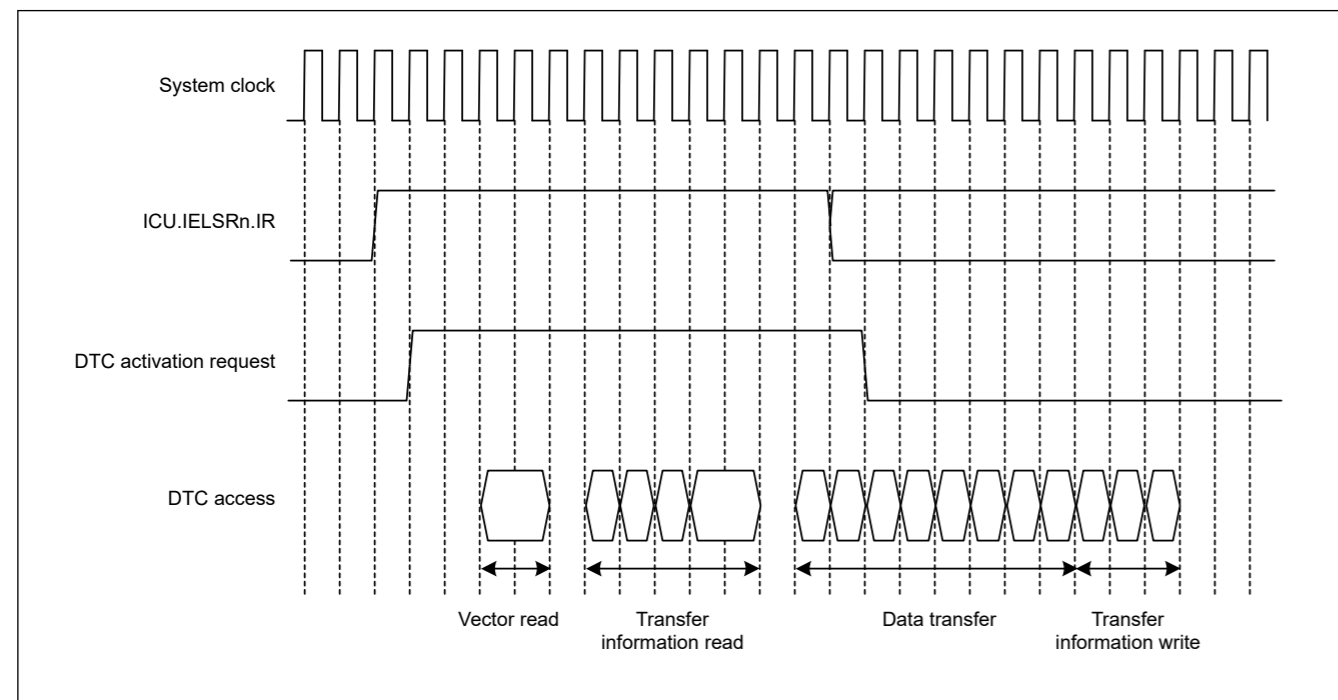 System clock
ICU.IELSRn.IR
DTC activation request
DTC access
Vector read
Transfer
information read
Data transfer
Transfer
information write